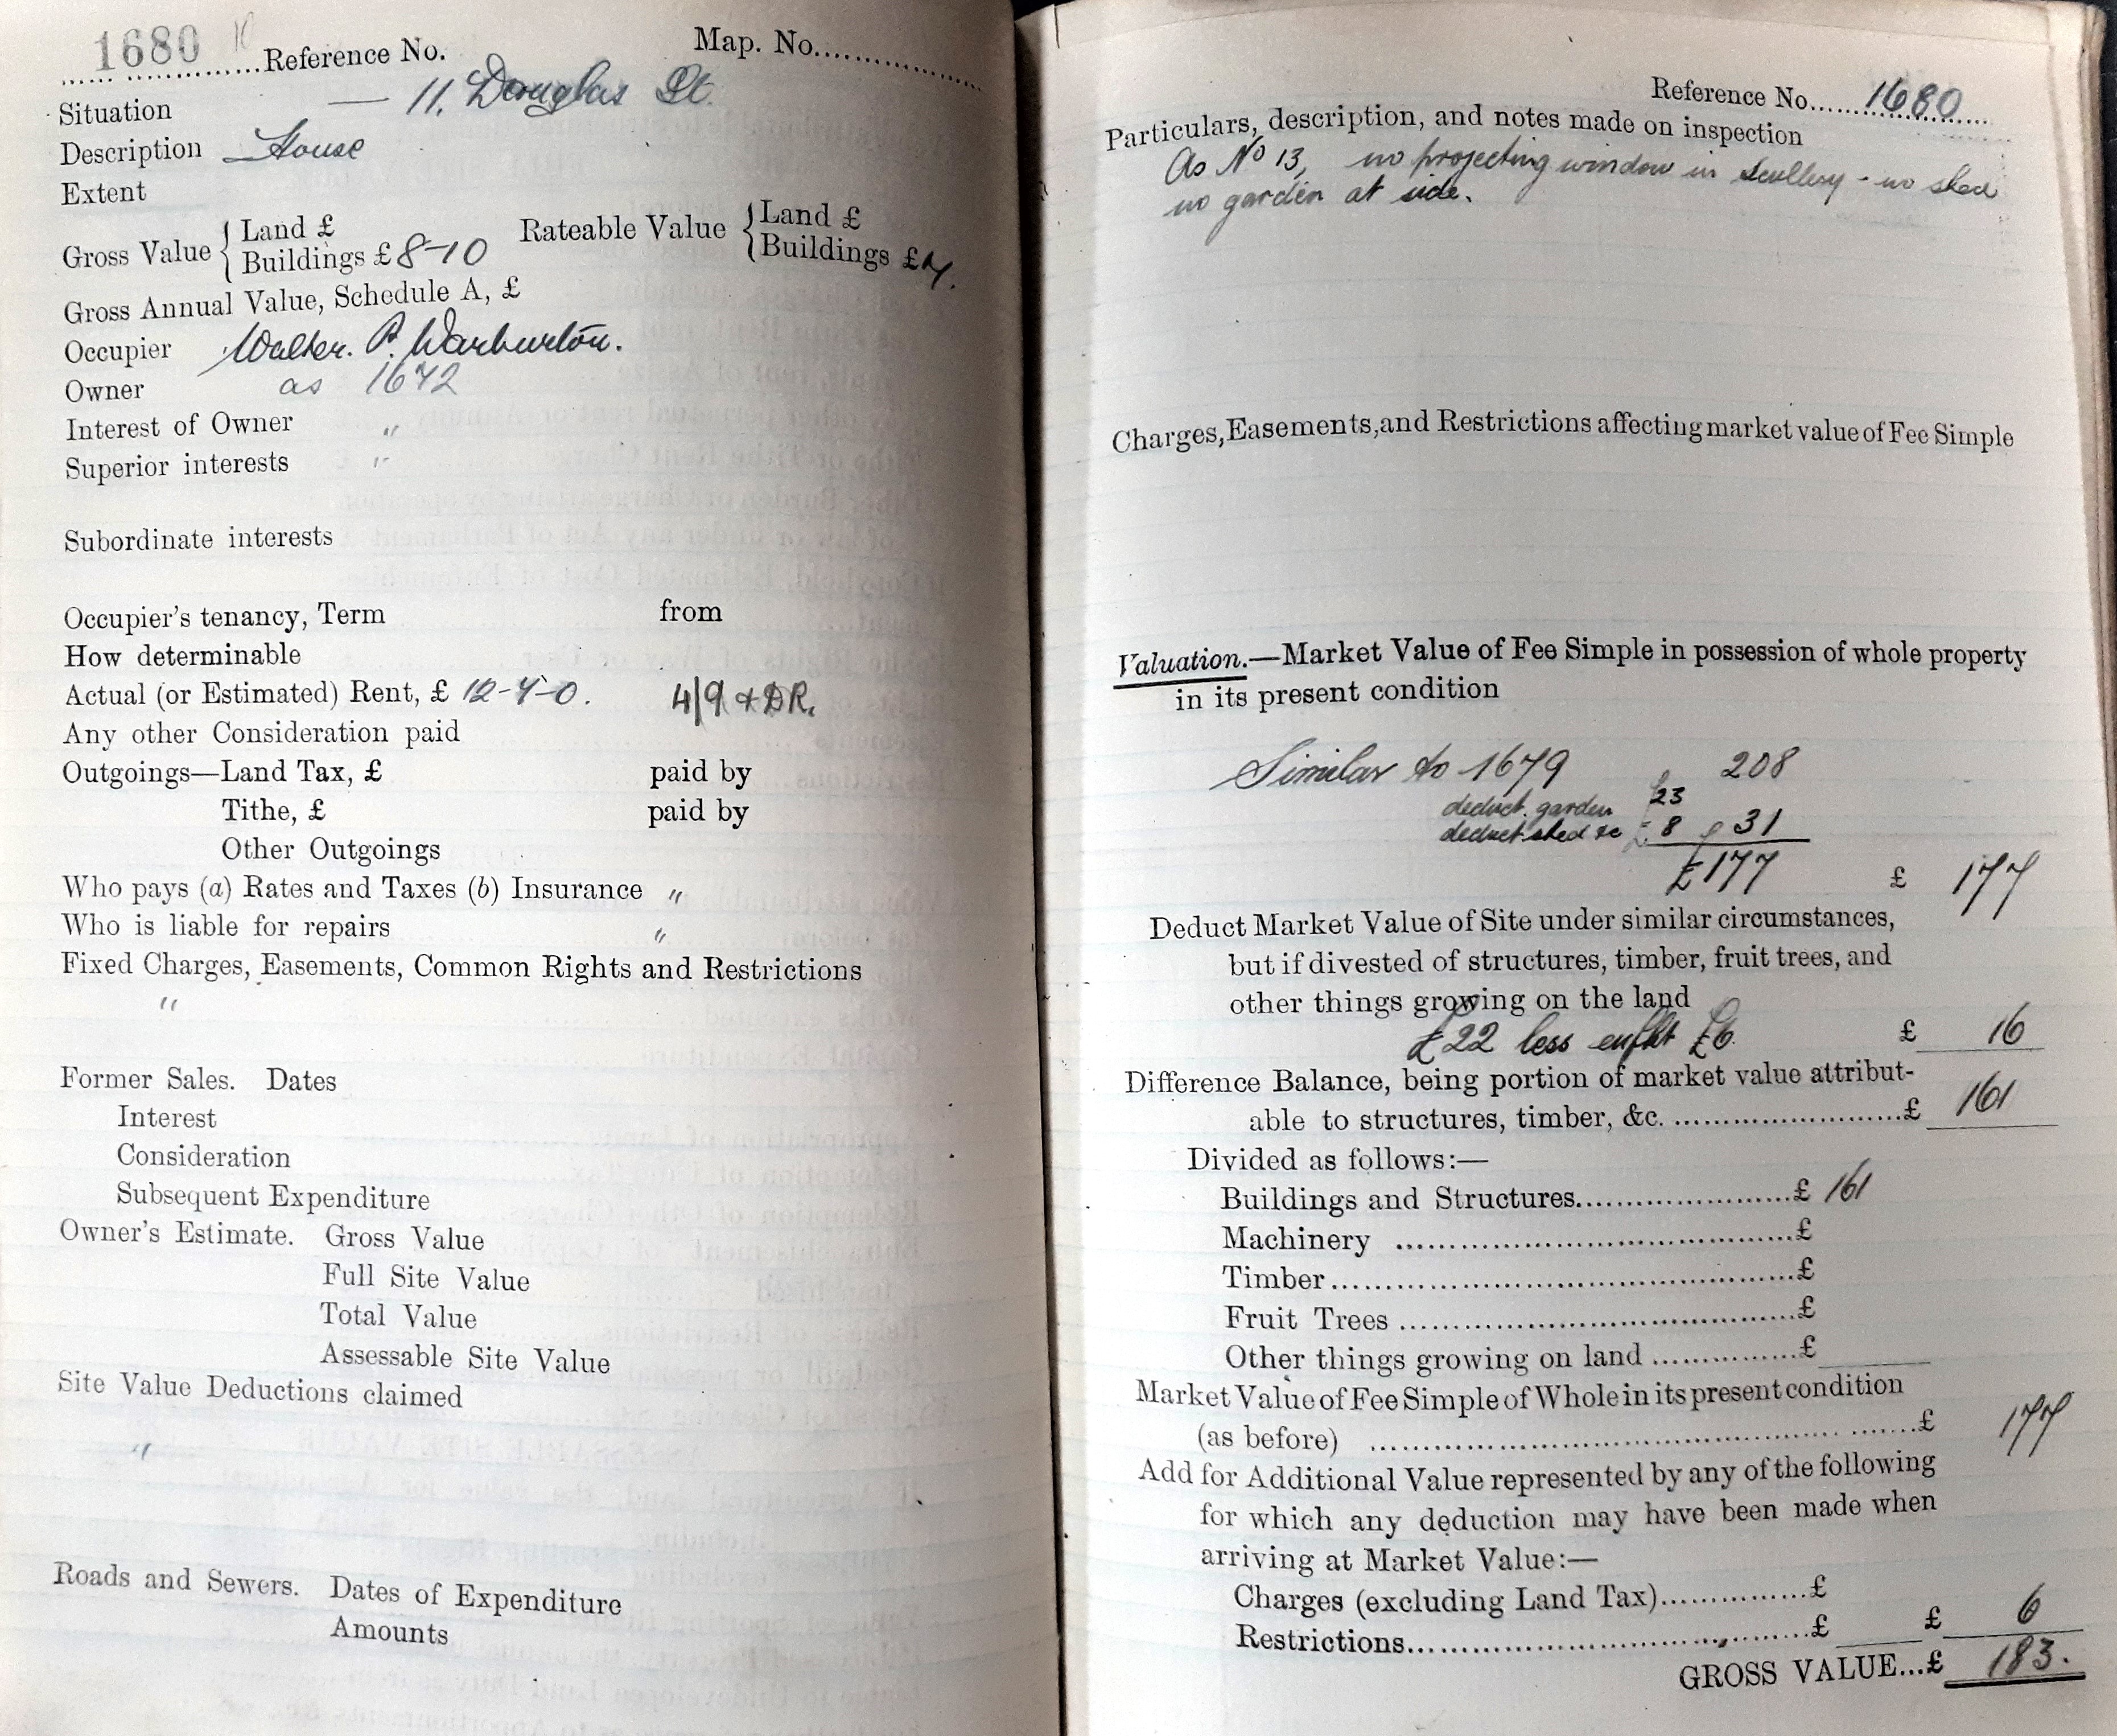 1680 Reference No. Map. No.
Situation — 11, Douglas St.
Description House
Extent
Gross Value { Land £
Buildings £ 8-10
Rateable Value { Land £
Buildings £ 7.
Gross Annual Value, Schedule A, £
Occupier Walter. P. Warburton.
Owner as 1672
Interest of Owner "
Superior interests "
Subordinate interests
Occupier's tenancy, Term from
How determinable
Actual (or Estimated) Rent, £ 12-7-0. 4/9 & DR.
Any other Consideration paid
Outgoings—Land Tax, £ paid by
Tithe, £ paid by
Other Outgoings
Who pays (a) Rates and Taxes (b) Insurance "
Who is liable for repairs "
Fixed Charges, Easements, Common Rights and Restrictions
"
Former Sales. Dates
Interest
Consideration
Subsequent Expenditure
Owner's Estimate. Gross Value
Full Site Value
Total Value
Assessable Site Value
Site Value Deductions claimed
"
Roads and Sewers. Dates of Expenditure
Amounts
Reference No. 1680
Particulars, description, and notes made on inspection
As No 13, no projecting window in scullery - no shed
no garden at side.
Charges, Easements, and Restrictions affecting market value of Fee Simple
Valuation.—Market Value of Fee Simple in possession of whole property
in its present condition
Similar to 1679 208
deduct garden £23
deduct shed &c £ 8 £ 31
£177 £ 177
Deduct Market Value of Site under similar circumstances,
but if divested of structures, timber, fruit trees, and
other things growing on the land
£22 less £6 £ 16
Difference Balance, being portion of market value attribut-
able to structures, timber, &c. £ 161
Divided as follows:—
Buildings and Structures £ 161
Machinery £
Timber £
Fruit Trees £
Other things growing on land £
Market Value of Fee Simple of Whole in its present condition
(as before) £ 177
Add for Additional Value represented by any of the following
for which any deduction may have been made when
arriving at Market Value:—
Charges (excluding Land Tax) £
Restrictions £ £ 6
GROSS VALUE...£ 183.